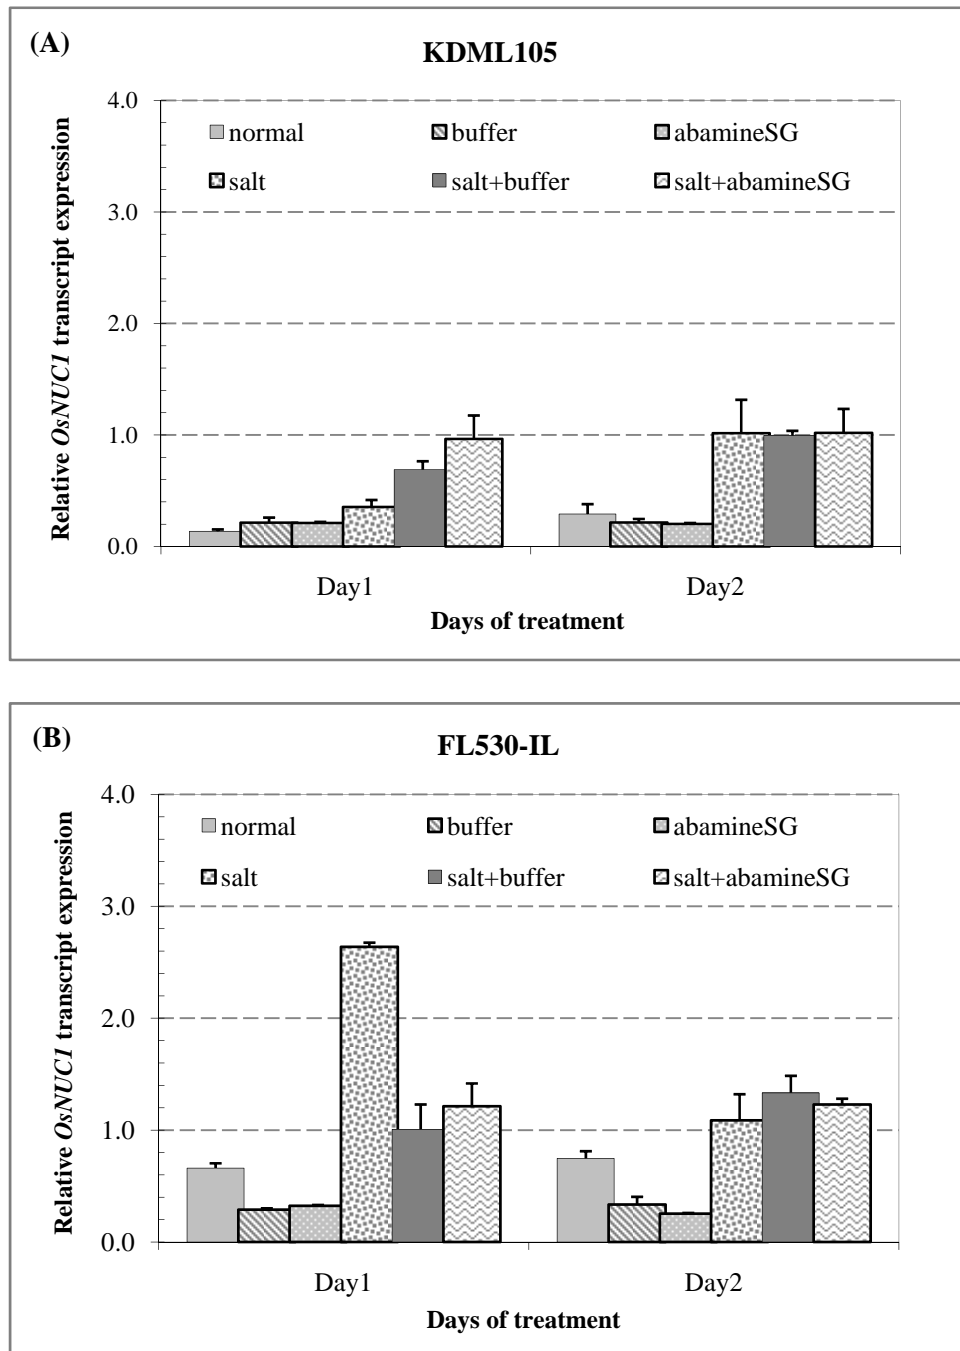 (A)
KDML105
Relative OsNUC1 transcript expression
4.0
3.0
2.0
1.0
0.0
normal buffer abamineSG
salt salt+buffer salt+abamineSG
Day1 Day2
Days of treatment
(B)
FL530-IL
Relative OsNUC1 transcript expression
4.0
3.0
2.0
1.0
0.0
normal buffer abamineSG
salt salt+buffer salt+abamineSG
Day1 Day2
Days of treatment